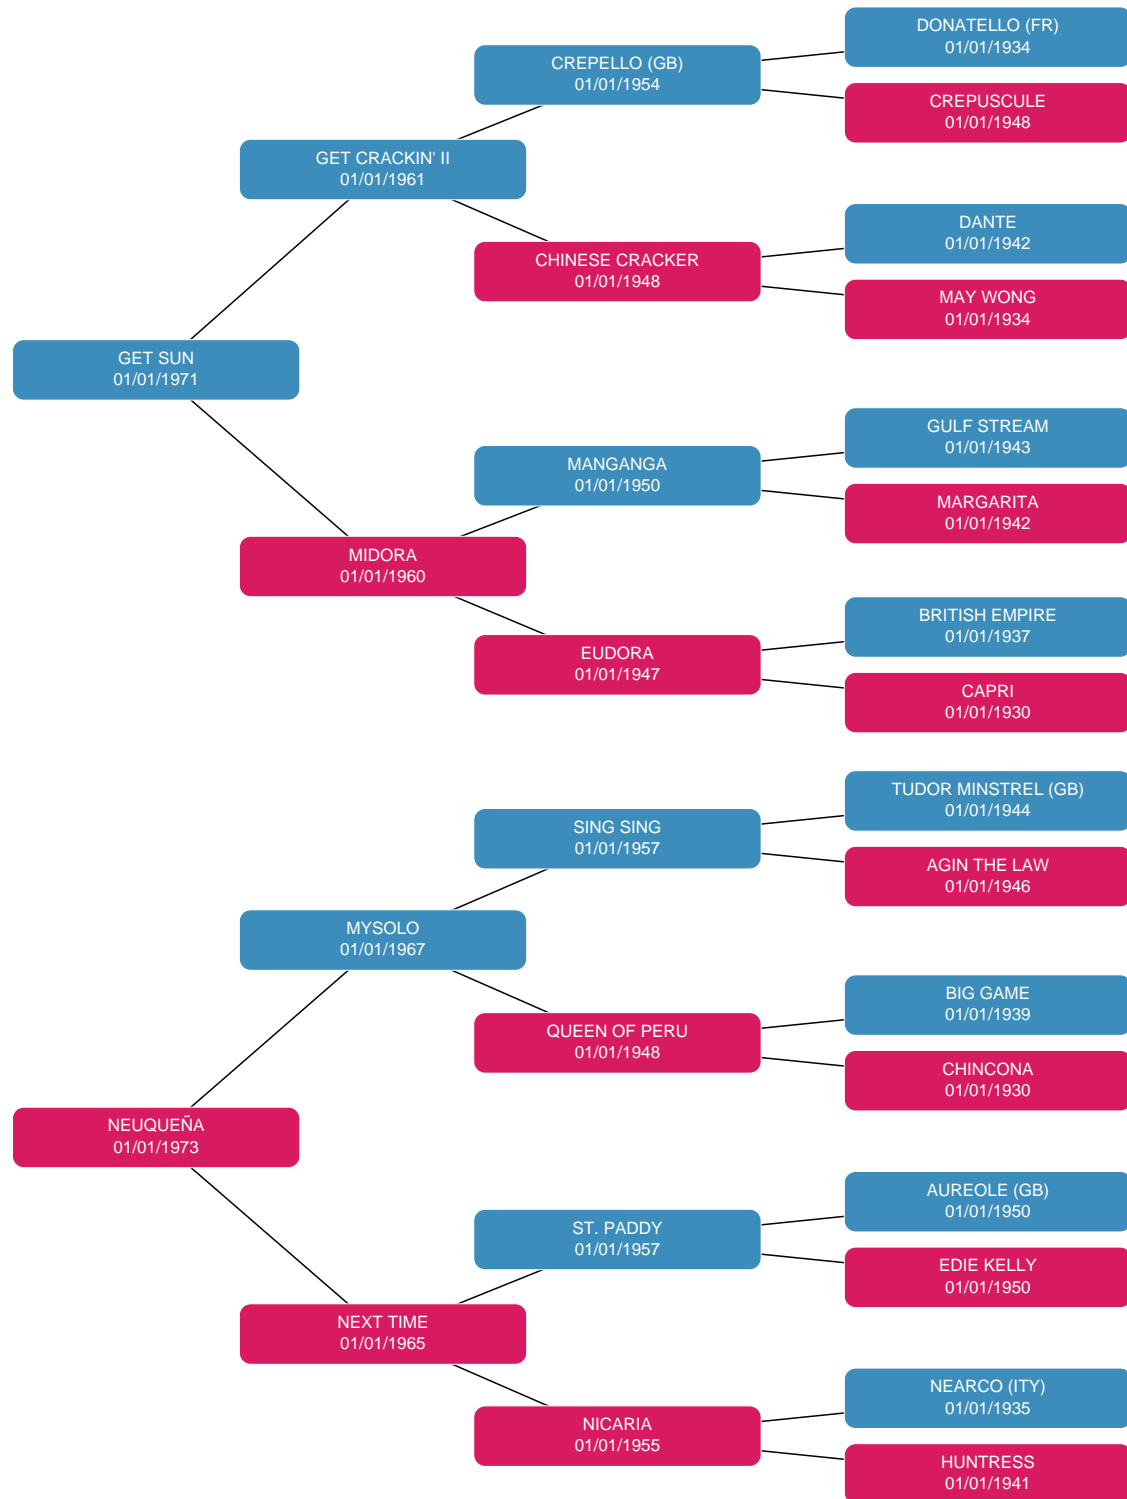 DONATELLO (FR)
01/01/1934
CREPELLO (GB)
01/01/1954
CREPUSCULE
01/01/1948
GET CRACKIN' II
01/01/1961
DANTE
01/01/1942
CHINESE CRACKER
01/01/1948
MAY WONG
01/01/1934
GET SUN
01/01/1971
GULF STREAM
01/01/1943
MANGANGA
01/01/1950
MARGARITA
01/01/1942
MIDORA
01/01/1960
BRITISH EMPIRE
01/01/1937
EUDORA
01/01/1947
CAPRI
01/01/1930
TUDOR MINSTREL (GB)
01/01/1944
SING SING
01/01/1957
AGIN THE LAW
01/01/1946
MYSOLO
01/01/1967
BIG GAME
01/01/1939
QUEEN OF PERU
01/01/1948
CHINCONA
01/01/1930
NEUQUEÑA
01/01/1973
AUREOLE (GB)
01/01/1950
ST. PADDY
01/01/1957
EDIE KELLY
01/01/1950
NEXT TIME
01/01/1965
NEARCO (ITY)
01/01/1935
NICARIA
01/01/1955
HUNTRESS
01/01/1941